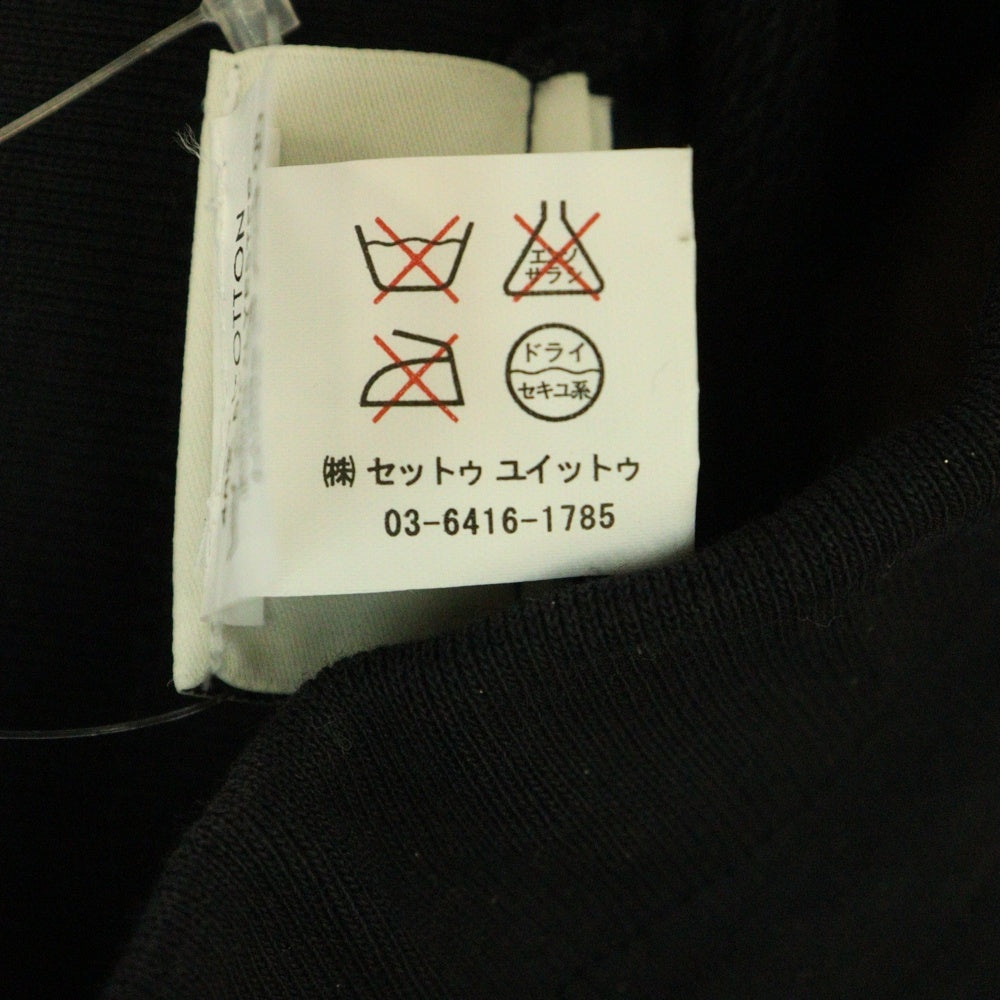 COTTON
エンソ
サラシ
ドライ
セキユ系
㈱ セットゥ ユイットゥ
03-6416-1785